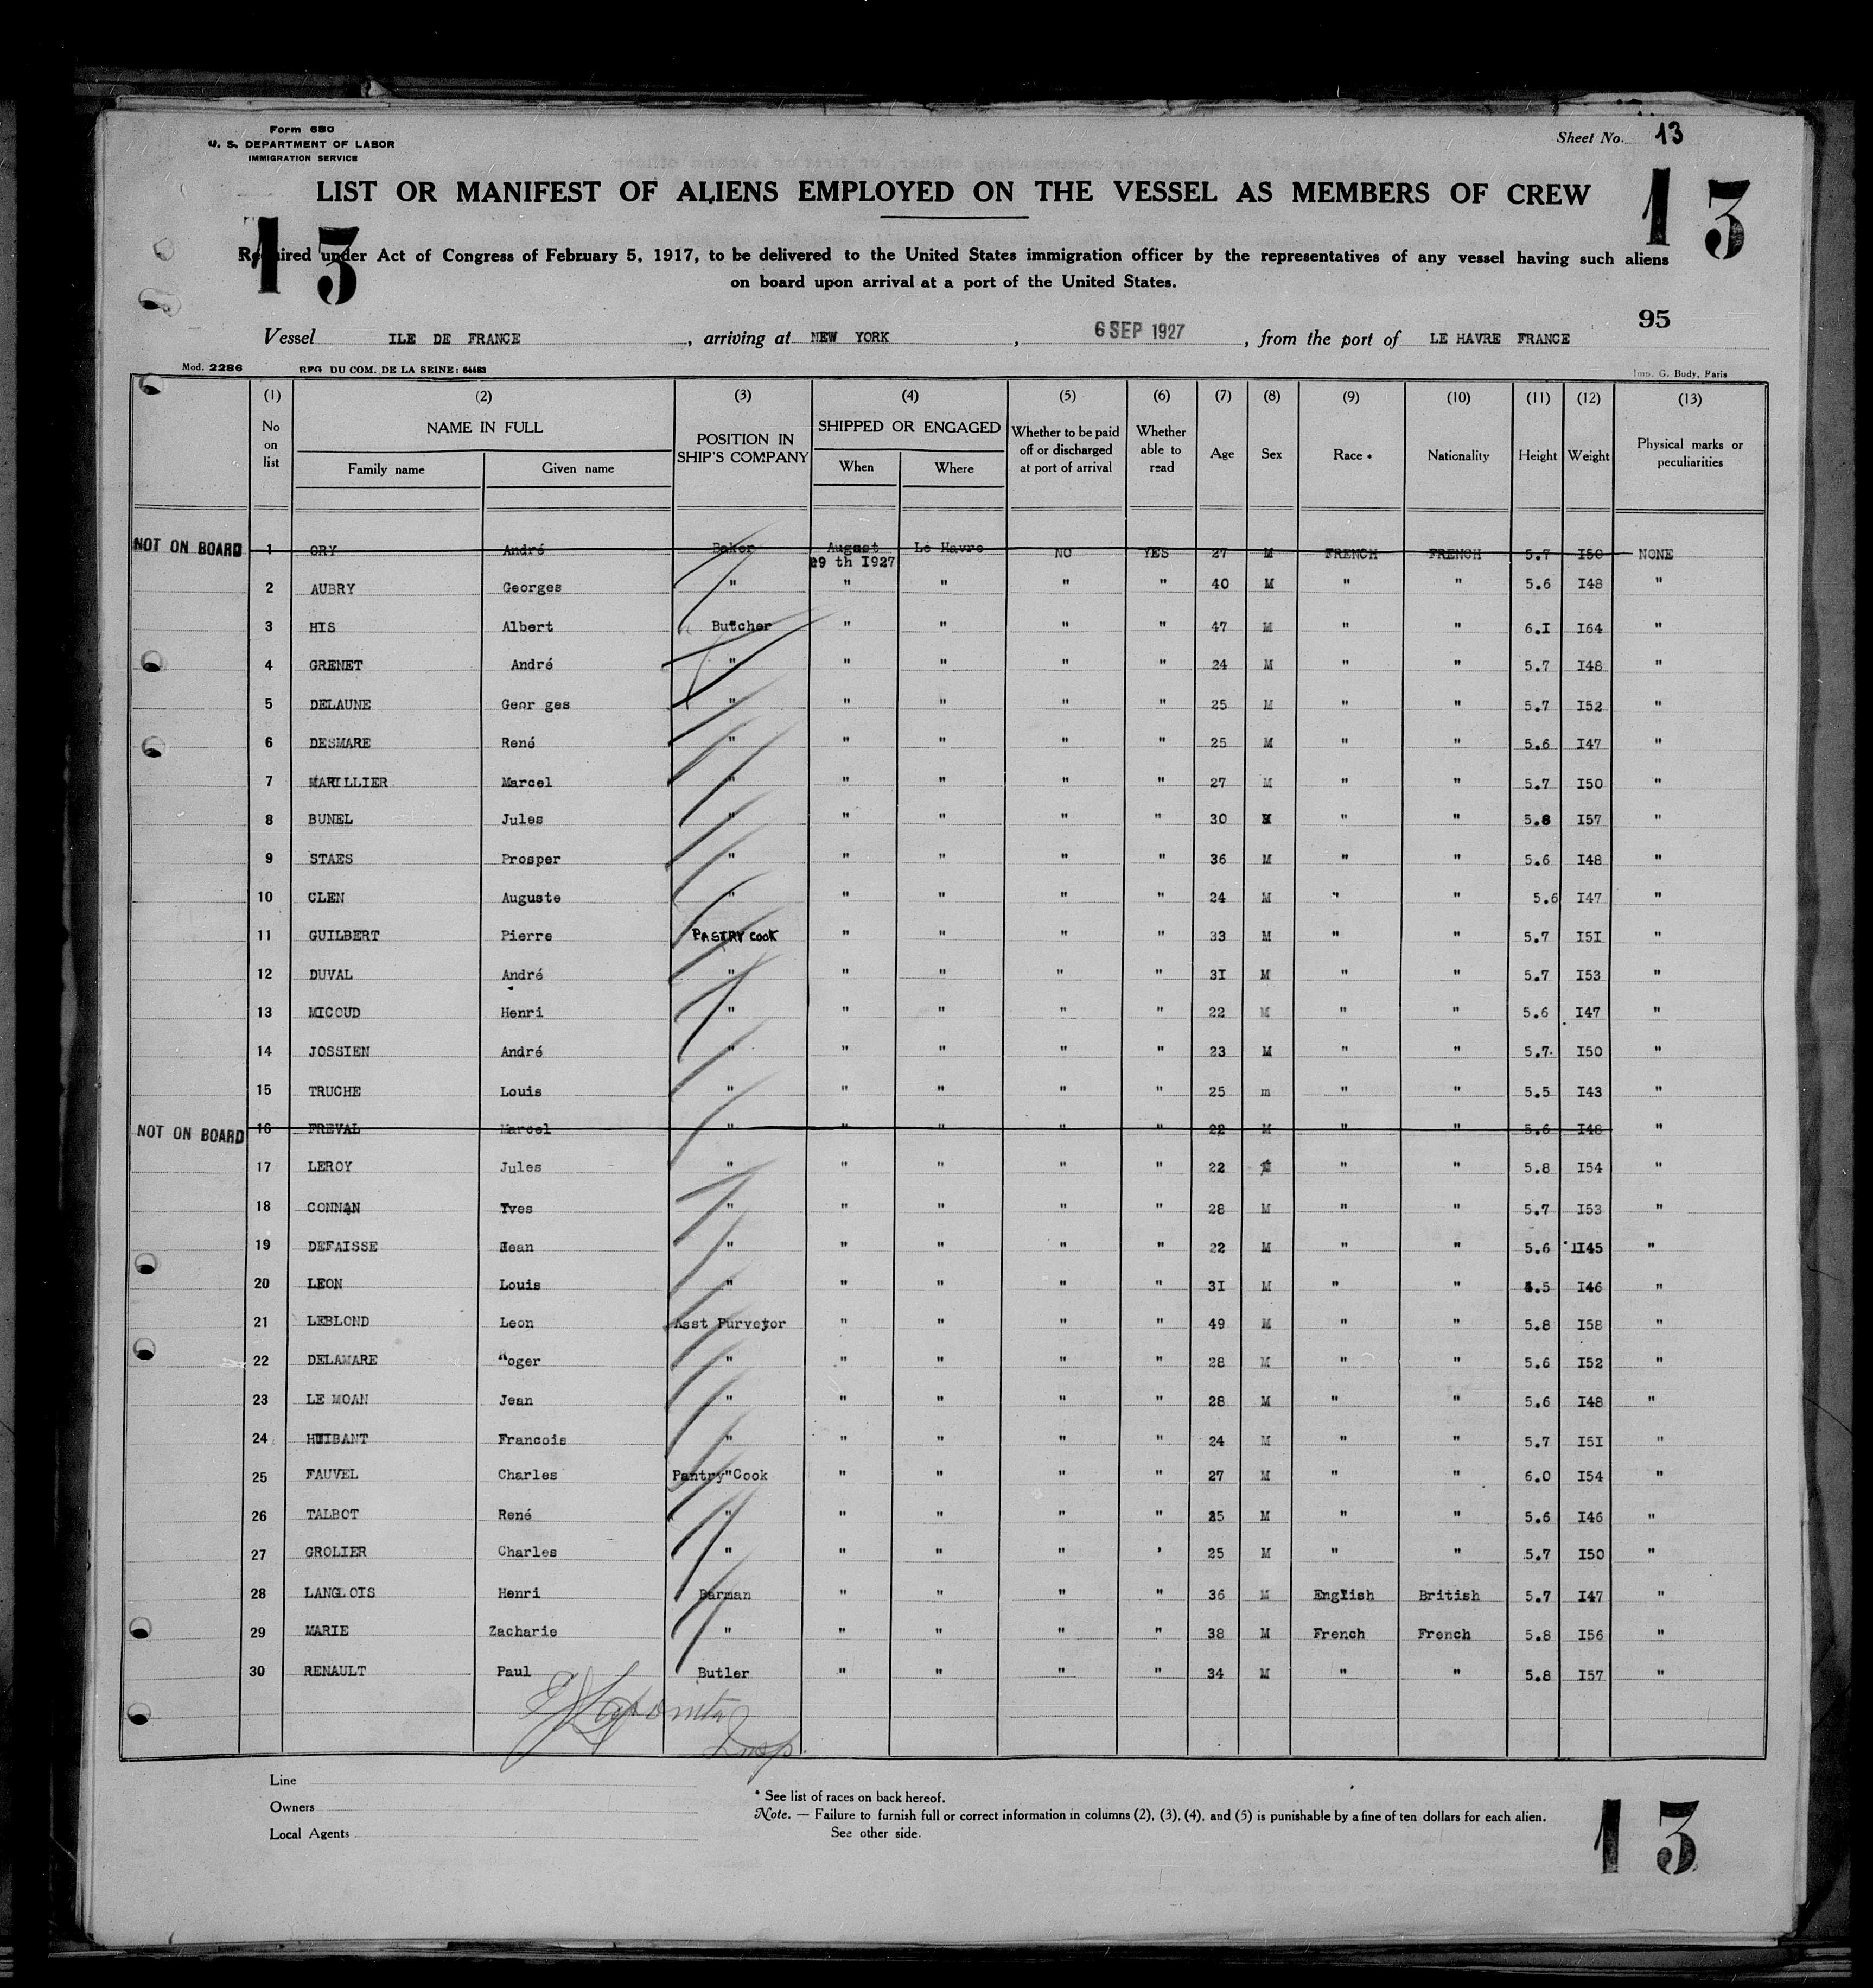 Form 680
U. S. DEPARTMENT OF LABOR
IMMIGRATION SERVICE
Sheet No. 13
LIST OR MANIFEST OF ALIENS EMPLOYED ON THE VESSEL AS MEMBERS OF CREW
13
13
Required under Act of Congress of February 5, 1917, to be delivered to the United States immigration officer by the representatives of any vessel having such aliens
on board upon arrival at a port of the United States.
95
Vessel ILE DE FRANCE, arriving at NEW YORK, 6 SEP 1927, from the port of LE HAVRE FRANCE
Mod. 2286 REG DU COM. DE LA SEINE: 64483 Imp. G. Body, Paris
(1) (2) (3) (4) (5) (6) (7) (8) (9) (10) (11) (12) (13)
No on list NAME IN FULL Family name Given name POSITION IN SHIP'S COMPANY SHIPPED OR ENGAGED When Where Whether to be paid off or discharged at port of arrival Whether able to read Age Sex Race * Nationality Height Weight Physical marks or peculiarities
NOT ON BOARD 1 ORY André Baker August 29 th I927 Le Havre NO YES 27 M FRENCH FRENCH 5.7 I50 NONE
2 AUBRY Georges " " " " " 40 M " " 5.6 I48 "
3 HIS Albert Butcher " " " " 47 M " " 6.I I64 "
4 GRENET André " " " " " 24 M " " 5.7 I48 "
5 DELAUNE Geor ges " " " " " 25 M " " 5.7 I52 "
6 DESMARE René " " " " " 25 M " " 5.6 I47 "
7 MARILLIER Marcel " " " " " 27 M " " 5.7 I50 "
8 BUNEL Jules " " " " " 30 M " " 5.8 I57 "
9 STAES Prosper " " " " " 36 M " " 5.6 I48 "
10 CLEN Auguste " " " " " 24 M " " 5.6 I47 "
11 GUILBERT Pierre PASTRY COOK " " " " 33 M " " 5.7 I5I "
12 DUVAL André " " " " " 3I M " " 5.7 I53 "
13 MICOUD Henri " " " " " 22 M " " 5.6 I47 "
14 JOSSIEN André " " " " " 23 M " " 5.7. I50 "
15 TRUCHE Louis " " " " " 25 m " " 5.5 I43 "
NOT ON BOARD 16 FREVAL Marcel " " " " " 22 M " " 5.6 I48 "
17 LEROY Jules " " " " " 22 M " " 5.8 I54 "
18 CONNAN Yves " " " " " 28 M " " 5.7 I53 "
19 DEFAISSE Jean " " " " " 22 M " " 5.6 I45 "
20 LEON Louis " " " " " 3I M " " 5.5 I46 "
21 LEBLOND Leon Asst Purveyor " " " " 49 M " " 5.8 I58 "
22 DELAMARE Roger " " " " " 28 M " " 5.6 I52 "
23 LE MOAN Jean " " " " " 28 M " " 5.6 I48 "
24 HUIBANT Francois " " " " " 24 M " " 5.7 I5I "
25 FAUVEL Charles Pantry"Cook " " " " 27 M " " 6.0 I54 "
26 TALBOT René " " " " " 25 M " " 5.6 I46 "
27 GROLIER Charles " " " " ' 25 M " " 5.7 I50 "
28 LANGLOIS Henri Barman " " " " 36 M English British 5.7 I47 "
29 MARIE Zacharie " " " " " 38 M French French 5.8 I56 "
30 RENAULT Paul Butler " " " " 34 M " " 5.8 I57 "
Insp.
Line
Owners
Local Agents
* See list of races on back hereof.
Note. — Failure to furnish full or correct information in columns (2), (3), (4), and (5) is punishable by a fine of ten dollars for each alien.
See other side.
13